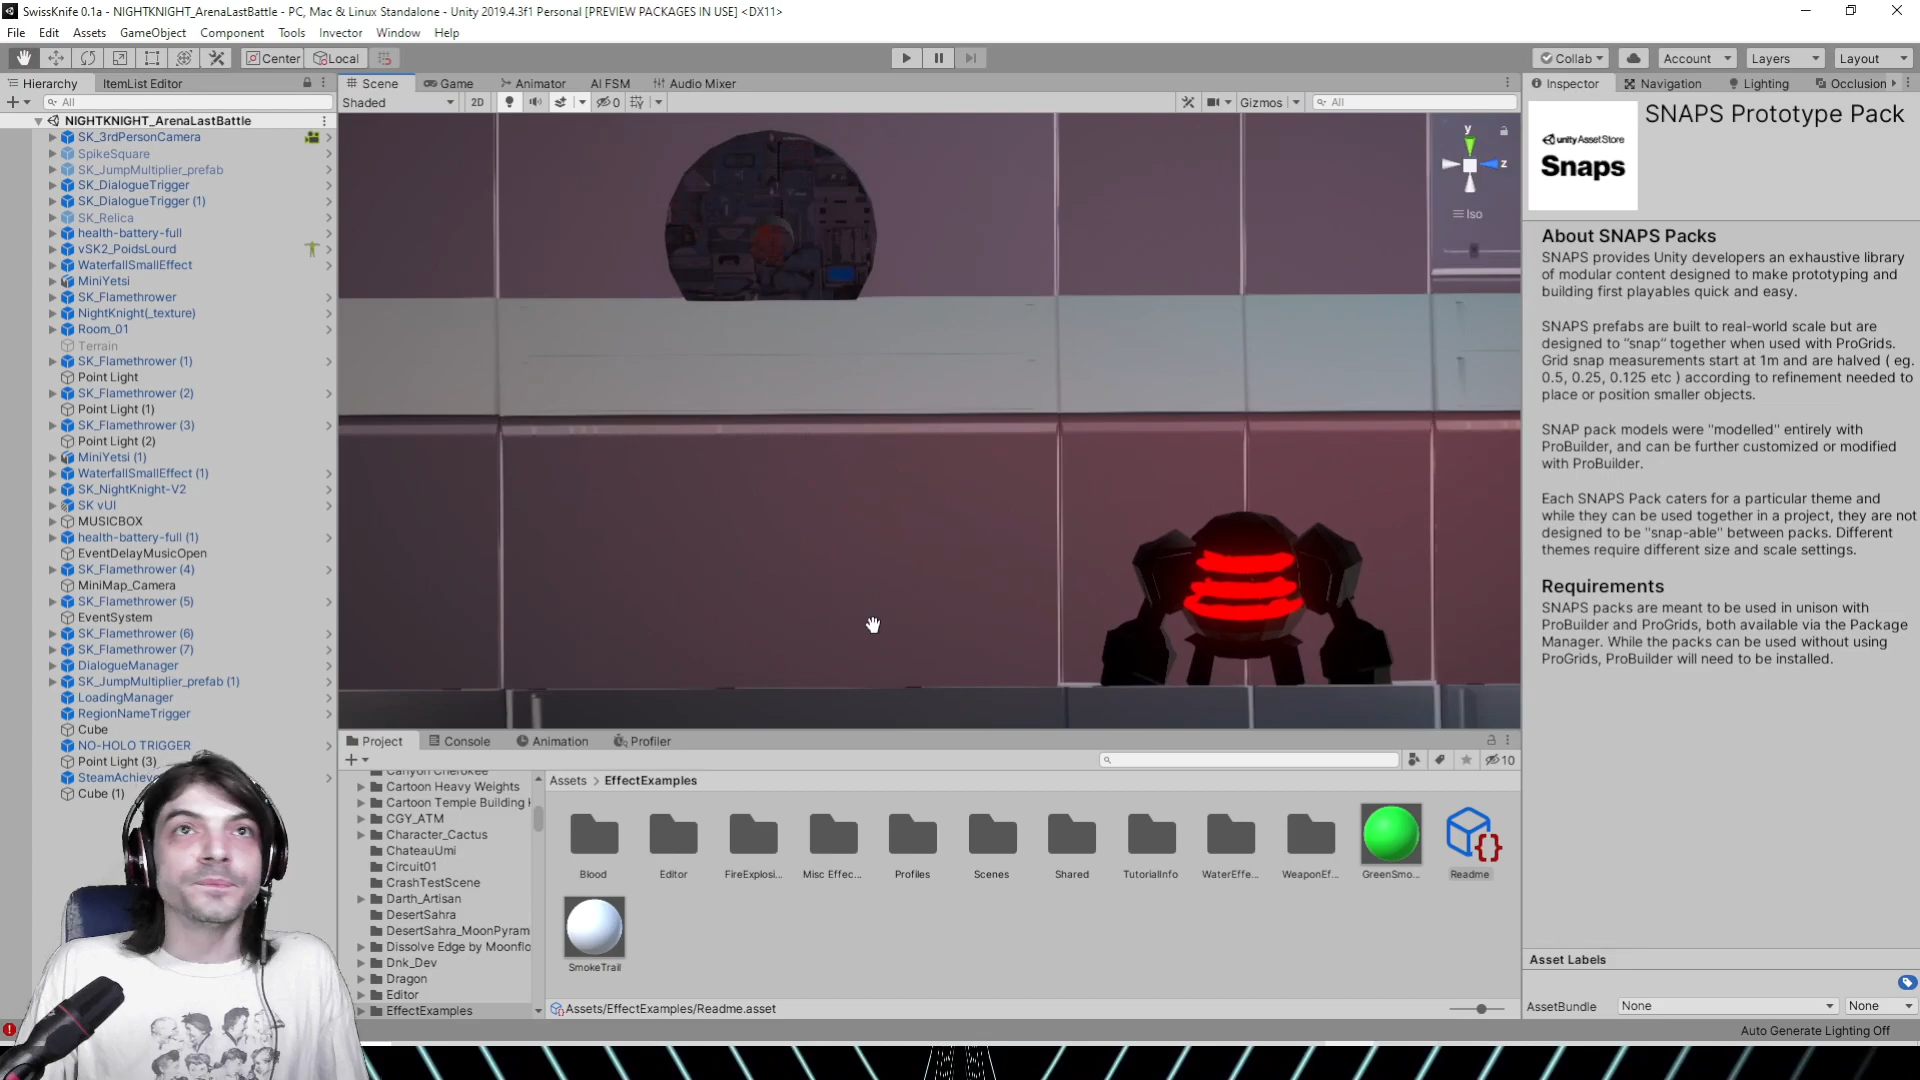 SwissKnife 0.1a - NIGHTKNIGHT_ArenaLastBattle - PC, Mac & Linux Standalone - Unity 2019.4.3f1 Personal [PREVIEW PACKAGES IN USE] <DX11>
File Edit Assets GameObject Component Tools Invector Window Help
Center Local Collab Account Layers Layout
Hierarchy ItemList Editor
All
NIGHTKNIGHT_ArenaLastBattle
SK_3rdPersonCamera
SpikeSquare
SK_JumpMultiplier_prefab
SK_DialogueTrigger
SK_DialogueTrigger (1)
SK_Relica
health-battery-full
vSK2_PoidsLourd
WaterfallSmallEffect
MiniYetsi
SK_Flamethrower
NightKnight(_texture)
Room_01
Terrain
SK_Flamethrower (1)
Point Light
SK_Flamethrower (2)
Point Light (1)
SK_Flamethrower (3)
Point Light (2)
MiniYetsi (1)
WaterfallSmallEffect (1)
SK_NightKnight-V2
SK vUI
MUSICBOX
health-battery-full (1)
EventDelayMusicOpen
SK_Flamethrower (4)
MiniMap_Camera
SK_Flamethrower (5)
EventSystem
SK_Flamethrower (6)
SK_Flamethrower (7)
DialogueManager
SK_JumpMultiplier_prefab (1)
LoadingManager
RegionNameTrigger
Cube
NO-HOLO TRIGGER
Point Light (3)
SteamAchieve
Cube (1)
Scene Game Animator AI FSM Audio Mixer
Shaded 2D 0 Gizmos All
y
z
Iso
Project Console Animation Profiler
10
Canyon Cherokee
Cartoon Heavy Weights
Cartoon Temple Building
CGY_ATM
Character_Cactus
ChateauUmi
Circuit01
CrashTestScene
Darth_Artisan
DesertSahra
DesertSahra_MoonPyram
Dissolve Edge by Moonflo
Dnk_Dev
Dragon
Editor
EffectExamples
Assets > EffectExamples
Blood Editor FireExplosi... Misc Effec... Profiles Scenes Shared TutorialInfo WaterEffe... WeaponEf... GreenSmo... Readme
SmokeTrail
Assets/EffectExamples/Readme.asset
Inspector Navigation Lighting Occlusion
unity Asset Store
Snaps
SNAPS Prototype Pack
About SNAPS Packs
SNAPS provides Unity developers an exhaustive library
of modular content designed to make prototyping and
building first playables quick and easy.
SNAPS prefabs are built to real-world scale but are
designed to "snap" together when used with ProGrids.
Grid snap measurements start at 1m and are halved ( eg.
0.5, 0.25, 0.125 etc ) according to refinement needed to
place or position smaller objects.
SNAP pack models were "modelled" entirely with
ProBuilder, and can be further customized or modified
with ProBuilder.
Each SNAPS Pack caters for a particular theme and
while they can be used together in a project, they are not
designed to be "snap-able" between packs. Different
themes require different size and scale settings.
Requirements
SNAPS packs are meant to be used in unison with
ProBuilder and ProGrids, both available via the Package
Manager. While the packs can be used without using
ProGrids, ProBuilder will need to be installed.
Asset Labels
AssetBundle None None
Auto Generate Lighting Off